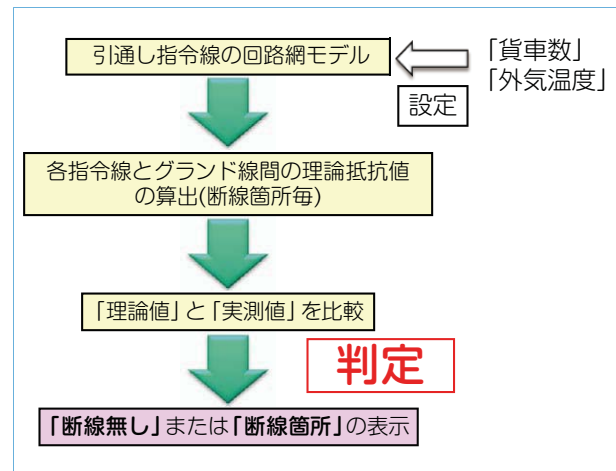 引通し指令線の回路網モデル
「貨車数」
「外気温度」
設定
各指令線とグランド線間の理論抵抗値
の算出(断線箇所毎)
「理論値」と「実測値」を比較
判定
「断線無し」または「断線箇所」の表示